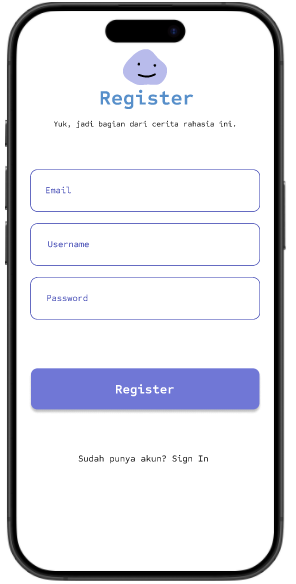 Register
Yuk, jadi bagian dari cerita rahasia ini.
Email
Username
Password
Register
Sudah punya akun? Sign In